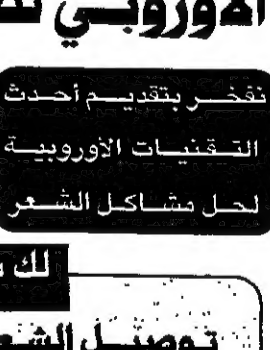 الأوروبي
نفخر بتقديم أحدث
التقنيات الأوروبية
لحل مشاكل الشعر
لك
توصيل الشعر